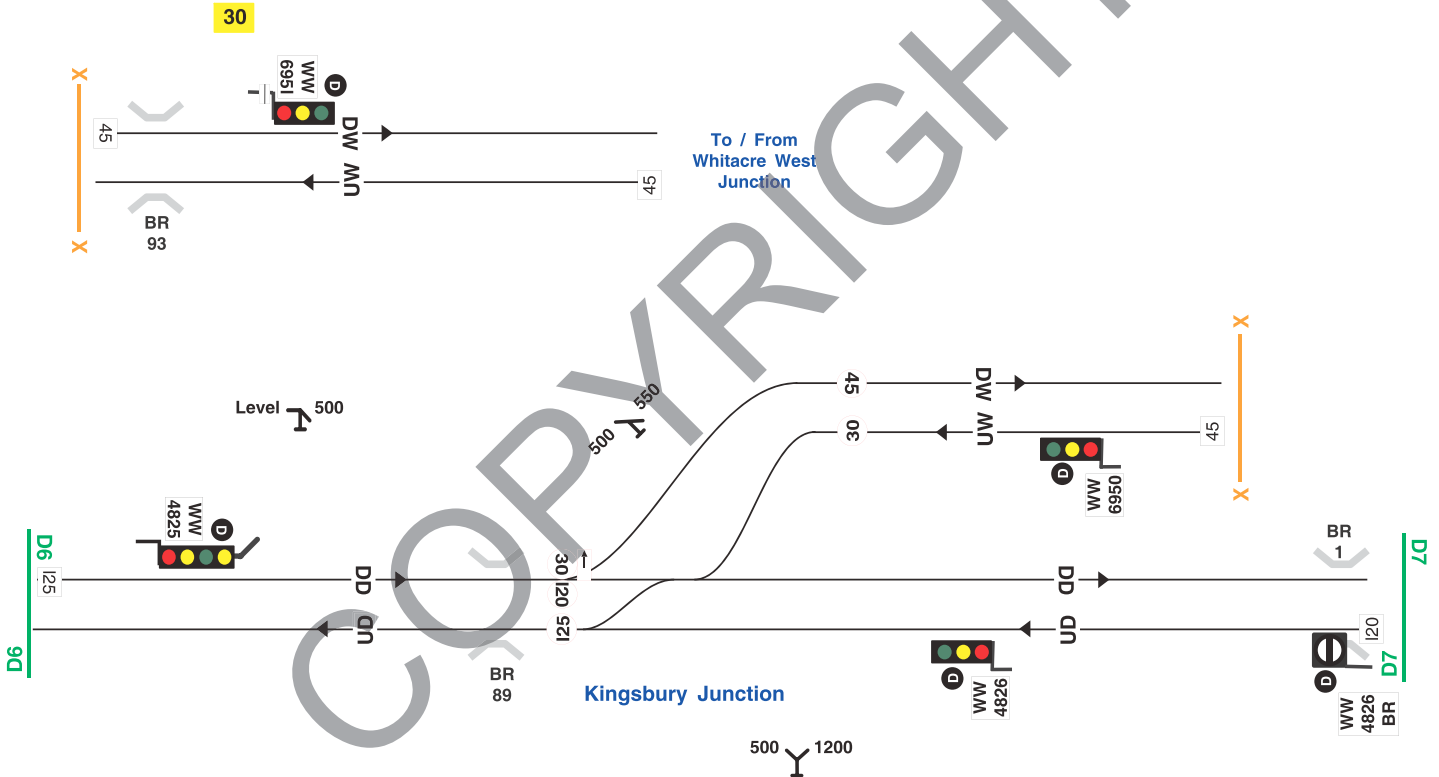 30
X
X
45
WW
6951
D
DW
UW
45
BR
93
To / From
Whitacre West
Junction
COPYRIGHT
X
X
45
DW
30
UW
45
D
WW
6950
Level 500
500 550
D6
D6
125
WW
4825
D
DD
UD
30
120
125
BR
89
Kingsbury Junction
DD
UD
D
WW
4826
BR
1
120
D7
D7
D
WW
4826
BR
500 1200